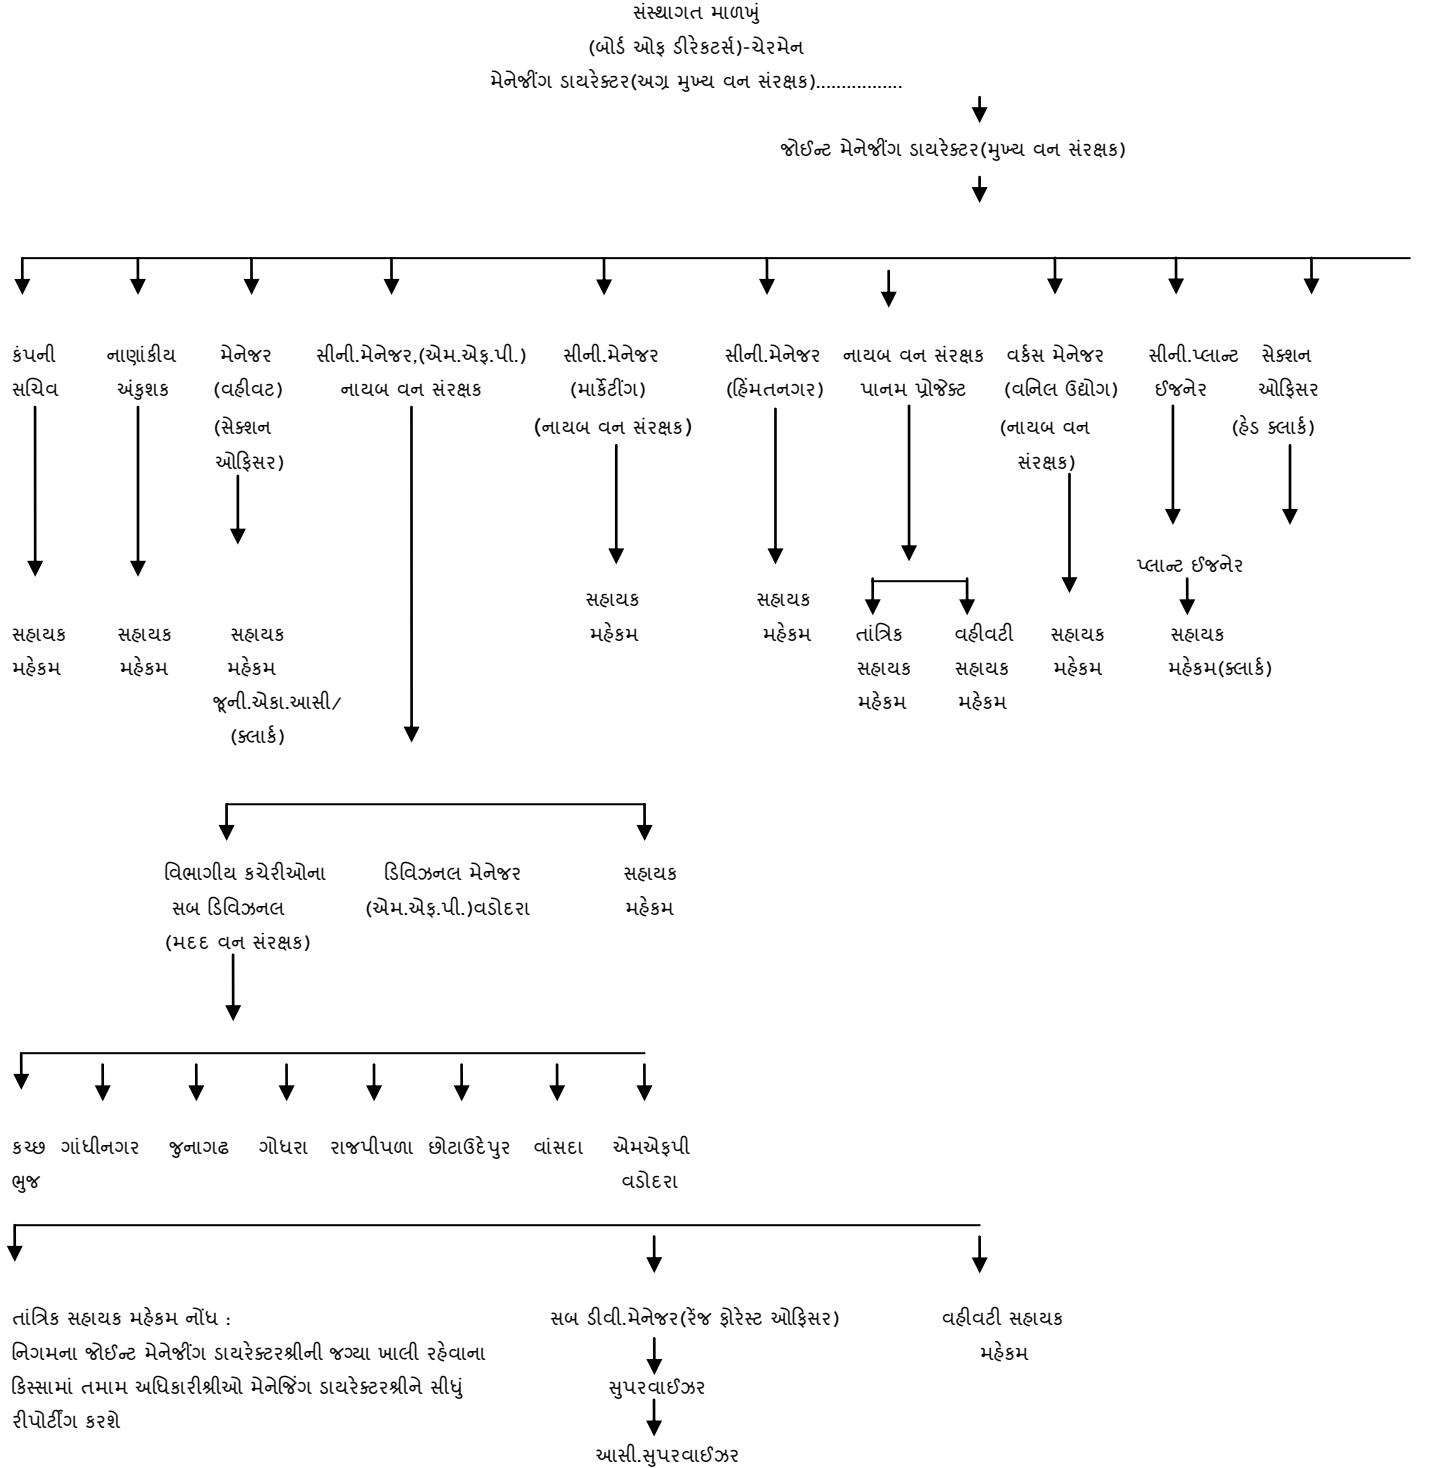 સંસ્થાગત માળખું
(બોર્ડ ઓફ ડીરેકટર્સ)-ચેરમેન
મેનેજીંગ ડાયરેક્ટર(અગ્ર મુખ્ય વન સંરક્ષક).................
જોઈન્ટ મેનેજીંગ ડાયરેક્ટર(મુખ્ય વન સંરક્ષક)
કંપની નાણાંકીય મેનેજર સીની.મેનેજર,(એમ.એફ.પી.) સીની.મેનેજર સીની.મેનેજર નાયબ વન સંરક્ષક વર્કસ મેનેજર સીની.પ્લાન્ટ સેક્શન
સચિવ અંકુશક (વહીવટ) નાયબ વન સંરક્ષક (માર્કેટીંગ) (હિંમતનગર) પાનમ પ્રોજેક્ટ (વનિલ ઉદ્યોગ) ઈજનેર ઓફિસર
(સેક્શન (નાયબ વન સંરક્ષક) (નાયબ વન (હેડ ક્લાર્ક)
ઓફિસર) સંરક્ષક)
પ્લાન્ટ ઈજનેર
સહાયક સહાયક
સહાયક સહાયક સહાયક મહેકમ મહેકમ તાંત્રિક વહીવટી સહાયક સહાયક
મહેકમ મહેકમ મહેકમ સહાયક સહાયક મહેકમ મહેકમ(ક્લાર્ક)
જૂની.એકા.આસી/ મહેકમ મહેકમ
(ક્લાર્ક)
વિભાગીય કચેરીઓના ડિવિઝનલ મેનેજર સહાયક
સબ ડિવિઝનલ (એમ.એફ.પી.)વડોદરા મહેકમ
(મદદ વન સંરક્ષક)
કચ્છ ગાંધીનગર જુનાગઢ ગોધરા રાજપીપળા છોટાઉદેપુર વાંસદા એમએફપી
ભુજ વડોદરા
તાંત્રિક સહાયક મહેકમ નોંધ : સબ ડીવી.મેનેજર(રેંજ ફોરેસ્ટ ઓફિસર) વહીવટી સહાયક
નિગમના જોઈન્ટ મેનેજીંગ ડાયરેક્ટરશ્રીની જગ્યા ખાલી રહેવાના મહેકમ
કિસ્સામાં તમામ અધિકારીશ્રીઓ મેનેજિંગ ડાયરેક્ટરશ્રીને સીધું સુપરવાઈઝર
રીપોર્ટીંગ કરશે
આસી.સુપરવાઈઝર